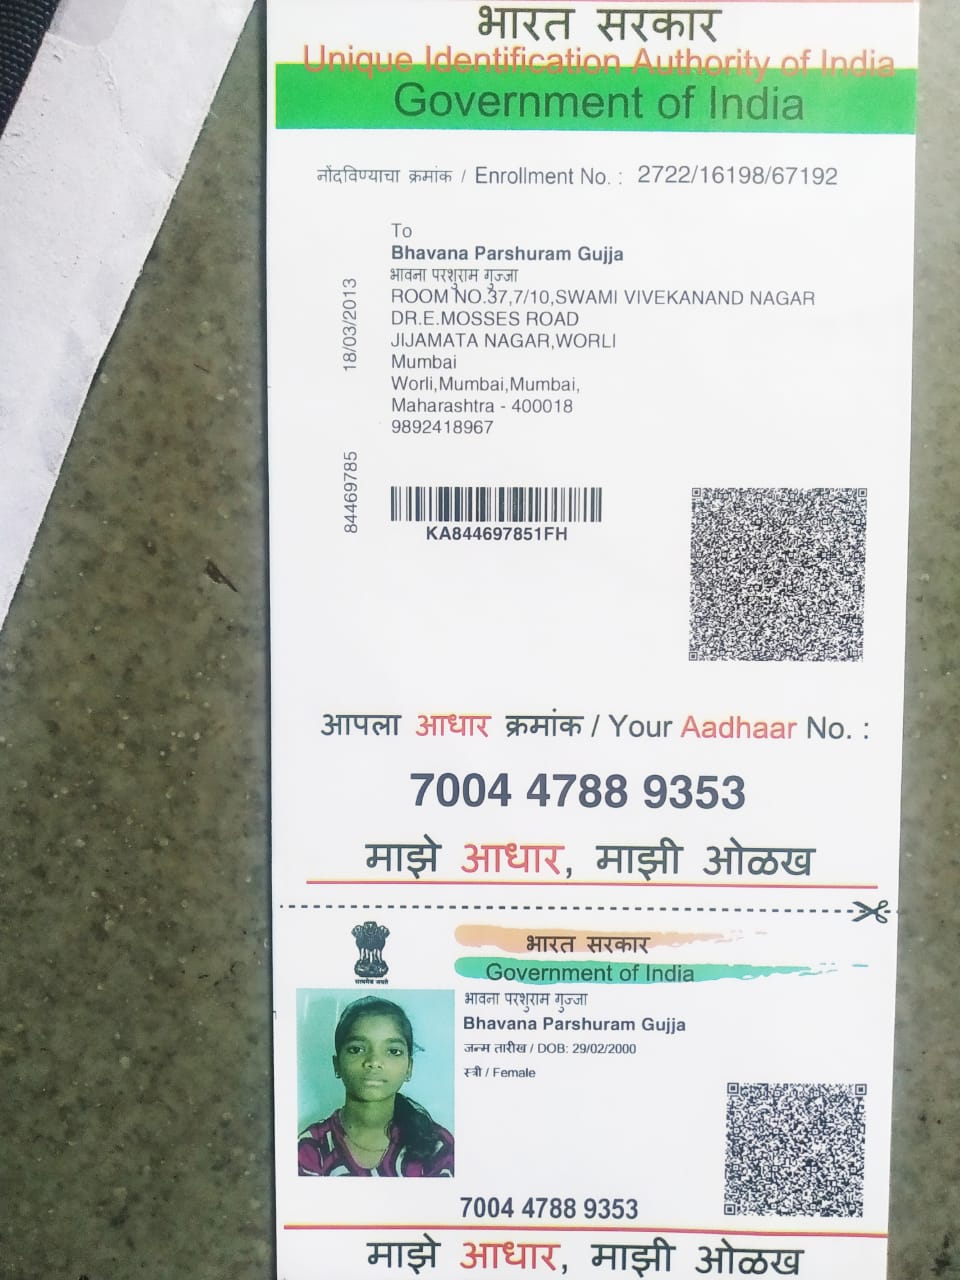 भारत सरकार
Unique Identification Authority of India
Government of India
नोंदविण्याचा क्रमांक / Enrollment No. : 2722/16198/67192
To
Bhavana Parshuram Gujja
भावना परशुराम गुज्जा
ROOM NO.37,7/10,SWAMI VIVEKANAND NAGAR
DR.E.MOSSES ROAD
JIJAMATA NAGAR,WORLI
Mumbai
Worli,Mumbai,Mumbai,
Maharashtra - 400018
9892418967
18/03/2013
84469785
KA844697851FH
आपला आधार क्रमांक / Your Aadhaar No. :
7004 4788 9353
माझे आधार, माझी ओळख
भारत सरकार
Government of India
सत्यमेव जयते
भावना परशुराम गुज्जा
Bhavana Parshuram Gujja
जन्म तारीख / DOB: 29/02/2000
स्त्री / Female
7004 4788 9353
माझे आधार, माझी ओळख